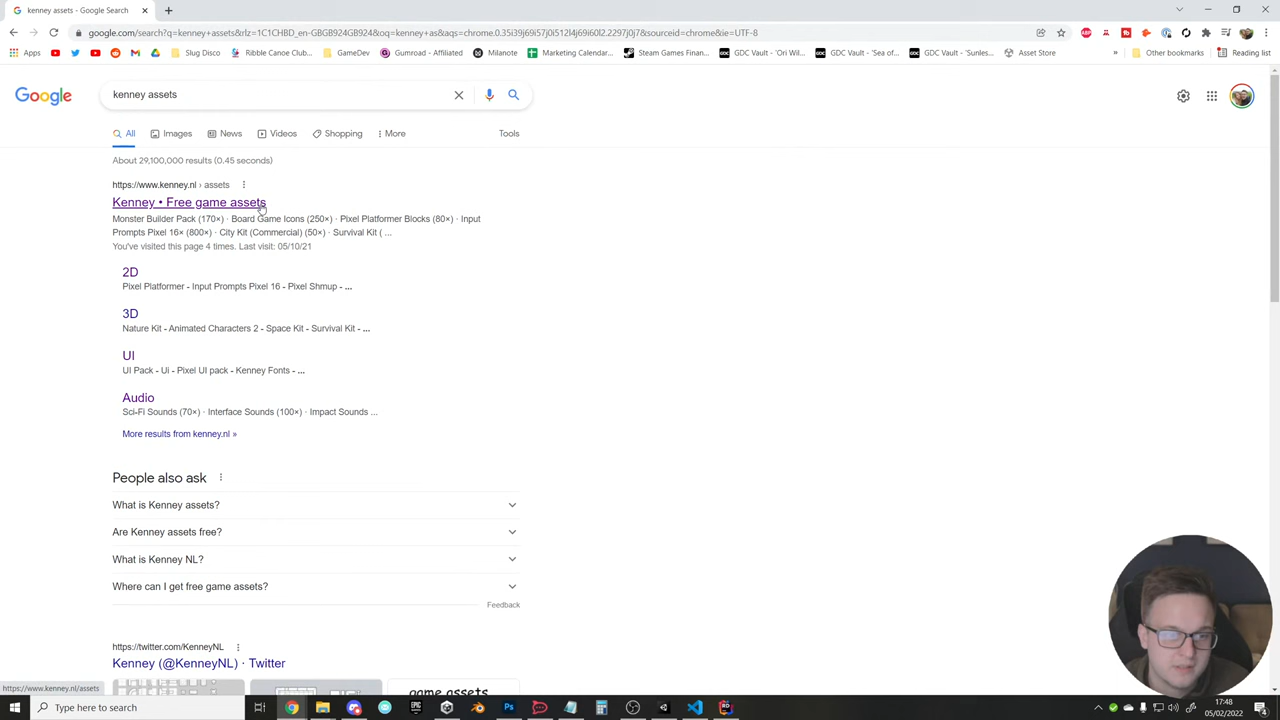 kenney assets - Google Search
google.com/search?q=kenney+assets&rlz=1C1CHBD_en-GBGB924GB924&oq=kenney+as&aqs=chrome.0.35i39j69i57j0i512l4j69i60l2.2297j0j7&sourceid=chrome&ie=UTF-8
Apps
Slug Disco
Ribble Canoe Club...
GameDev
Gumroad - Affiliated
Milanote
Marketing Calendar...
Steam Games Finan...
GDC Vault - 'Ori Wil...
GDC Vault - 'Sea of...
GDC Vault - 'Sunles...
Asset Store
»
Other bookmarks
Reading list
Google
kenney assets
All
Images
News
Videos
Shopping
More
Tools
About 29,100,000 results (0.45 seconds)
https://www.kenney.nl › assets
Kenney • Free game assets
Monster Builder Pack (170×) · Board Game Icons (250×) · Pixel Platformer Blocks (80×) · Input
Prompts Pixel 16× (800×) · City Kit (Commercial) (50×) · Survival Kit ( ...
You've visited this page 4 times. Last visit: 05/10/21
2D
Pixel Platformer - Input Prompts Pixel 16 - Pixel Shmup - ...
3D
Nature Kit - Animated Characters 2 - Space Kit - Survival Kit - ...
UI
UI Pack - Ui - Pixel UI pack - Kenney Fonts - ...
Audio
Sci-Fi Sounds (70×) · Interface Sounds (100×) · Impact Sounds ...
More results from kenney.nl »
People also ask
What is Kenney assets?
Are Kenney assets free?
What is Kenney NL?
Where can I get free game assets?
Feedback
https://twitter.com/KenneyNL
Kenney (@KenneyNL) · Twitter
game assets
https://www.kenney.nl/assets
Type here to search
17:48
05/02/2022
4